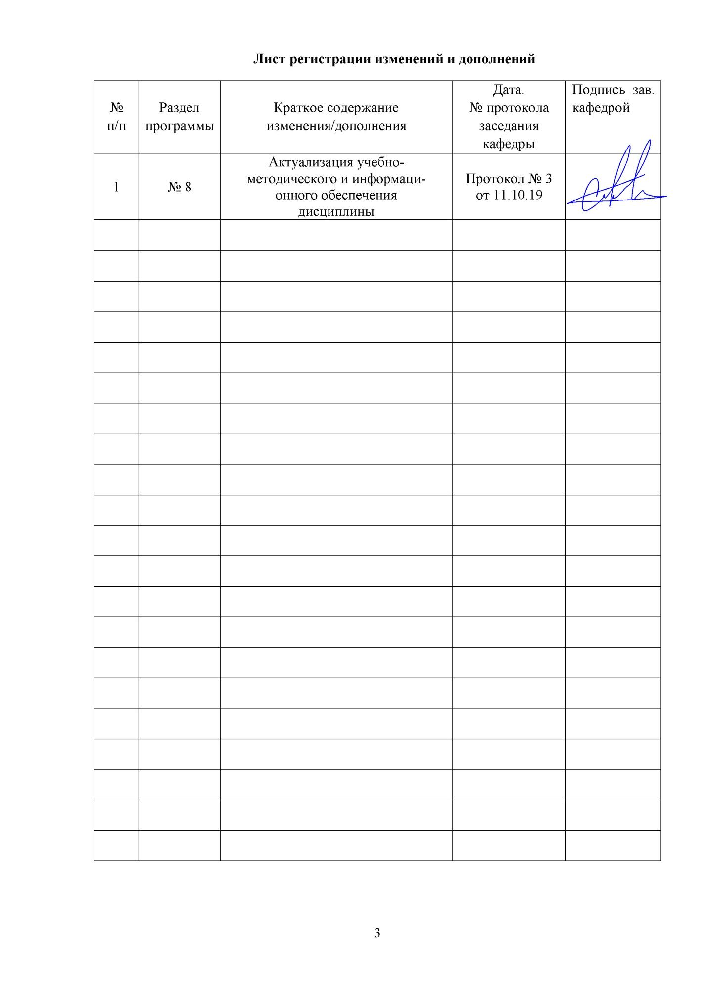 Лист регистрации изменений и дополнений
№
п/п
Раздел
программы
Краткое содержание
изменения/дополнения
Дата.
№ протокола
заседания
кафедры
Подпись зав.
кафедрой
1
№ 8
Актуализация учебно-
методического и информаци-
онного обеспечения
дисциплины
Протокол № 3
от 11.10.19
3